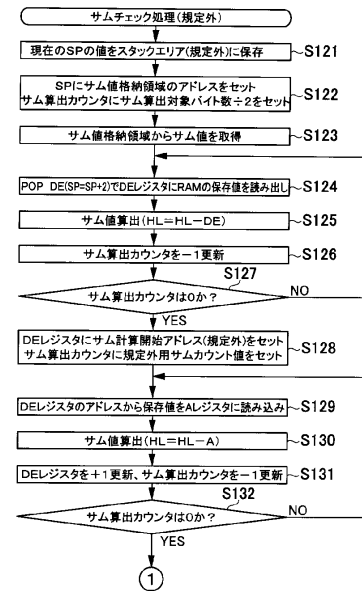 サムチェック処理(規定外)
現在のSPの値をスタックエリア(規定外)に保存
S121
SPにサム値格納領域のアドレスをセット
サム算出カウンタにサム算出対象バイト数÷2をセット
S122
サム値格納領域からサム値を取得
S123
POP DE(SP=SP+2)でDEレジスタにRAMの保存値を読み出し
S124
サム値算出(HL=HL-DE)
S125
サム算出カウンタを-1更新
S126
S127
サム算出カウンタは0か?
NO
YES
DEレジスタにサム計算開始アドレス(規定外)をセット
サム算出カウンタに規定外用サムカウント値をセット
S128
DEレジスタのアドレスから保存値をAレジスタに読み込み
S129
サム値算出(HL=HL-A)
S130
DEレジスタを+1更新、サム算出カウンタを-1更新
S131
S132
サム算出カウンタは0か?
NO
YES
1